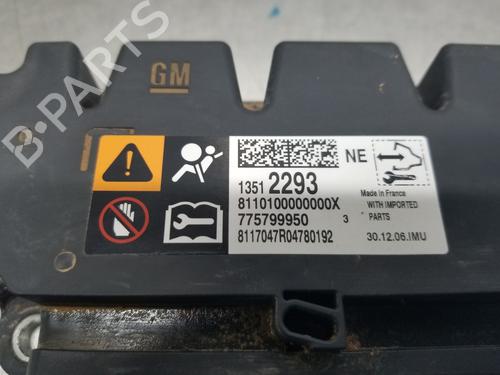 B-PARTS
GM
NE
1351 2293
8110100000000X
775799950 3
8117047R04780192
Made in France
WITH IMPORTED
PARTS
30.12.06.IMU